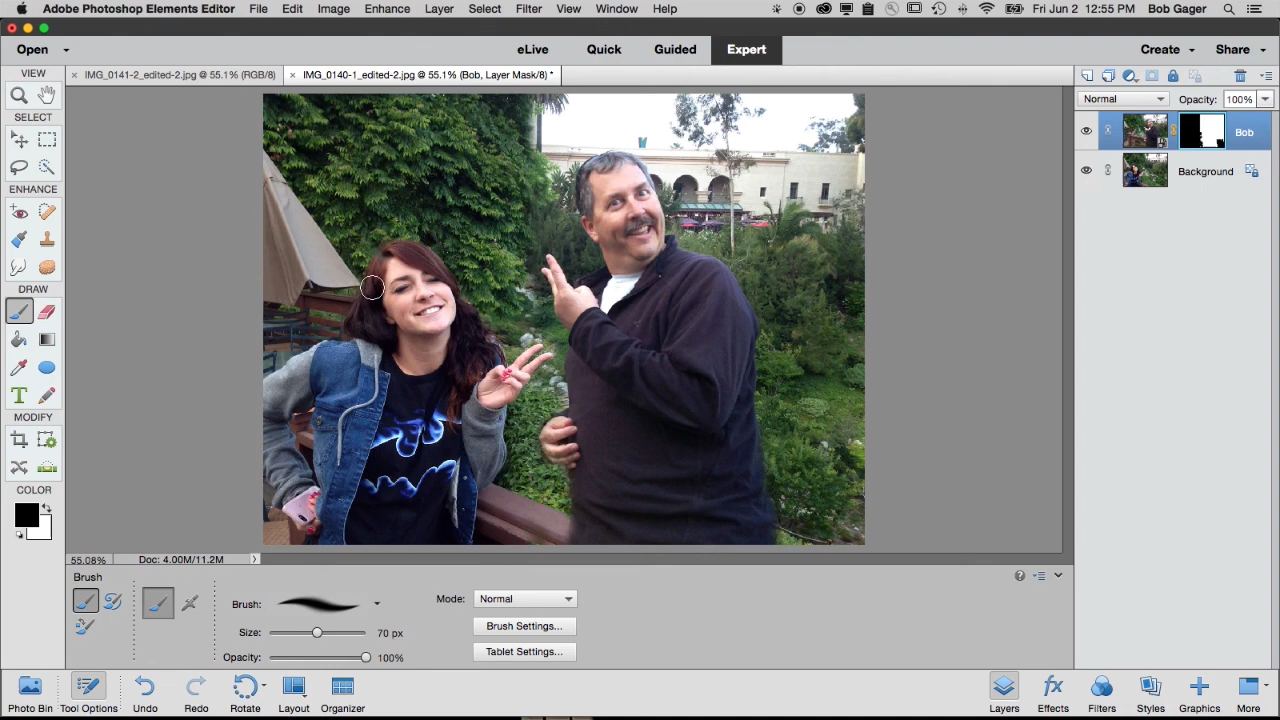 Adobe Photoshop Elements Editor File Edit Image Enhance Layer Select Filter View Window Help Fri Jun 2 12:55 PM Bob Gager
Open eLive Quick Guided Expert Create Share
VIEW
× IMG_0141-2_edited-2.jpg @ 55.1% (RGB/8) × IMG_0140-1_edited-2.jpg @ 55.1% (Bob, Layer Mask/8) *
Normal Opacity: 100%
SELECT
Bob
Background
ENHANCE
DRAW
MODIFY
COLOR
55.08% Doc: 4.00M/11.2M
Brush
Brush: Mode: Normal
Size: 70 px Brush Settings...
Opacity: 100% Tablet Settings...
Photo Bin Tool Options Undo Redo Rotate Layout Organizer Layers Effects Filters Styles Graphics More